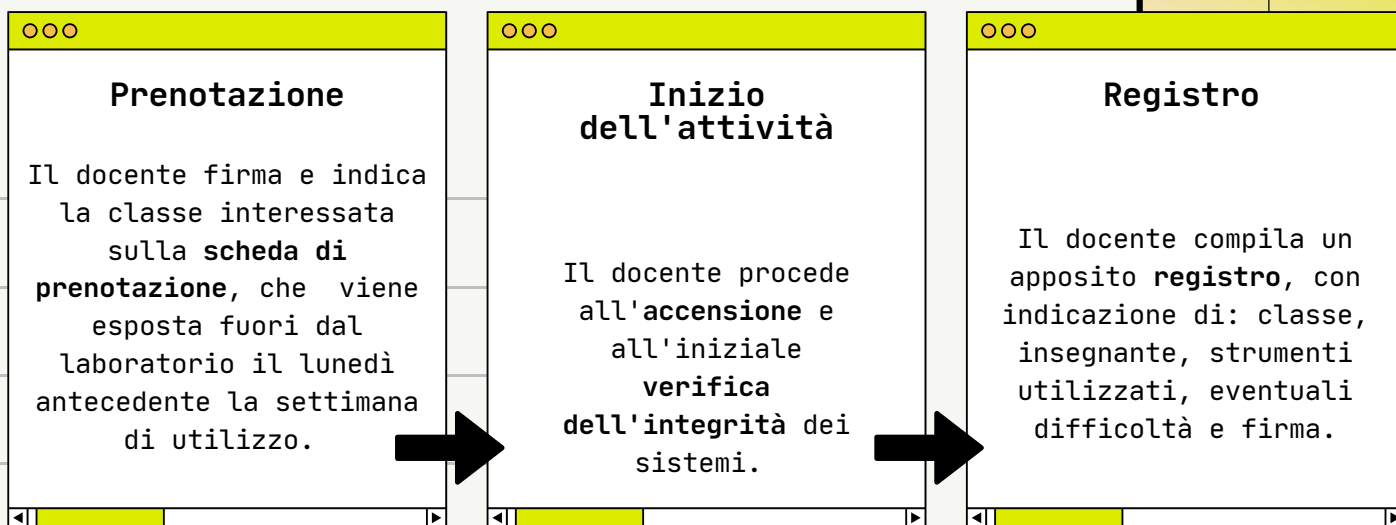 Prenotazione
Il docente firma e indica
la classe interessata
sulla scheda di
prenotazione, che viene
esposta fuori dal
laboratorio il lunedì
antecedente la settimana
di utilizzo.
Inizio
dell'attività
Il docente procede
all'accensione e
all'iniziale
verifica
dell'integrità dei
sistemi.
Registro
Il docente compila un
apposito registro, con
indicazione di: classe,
insegnante, strumenti
utilizzati, eventuali
difficoltà e firma.